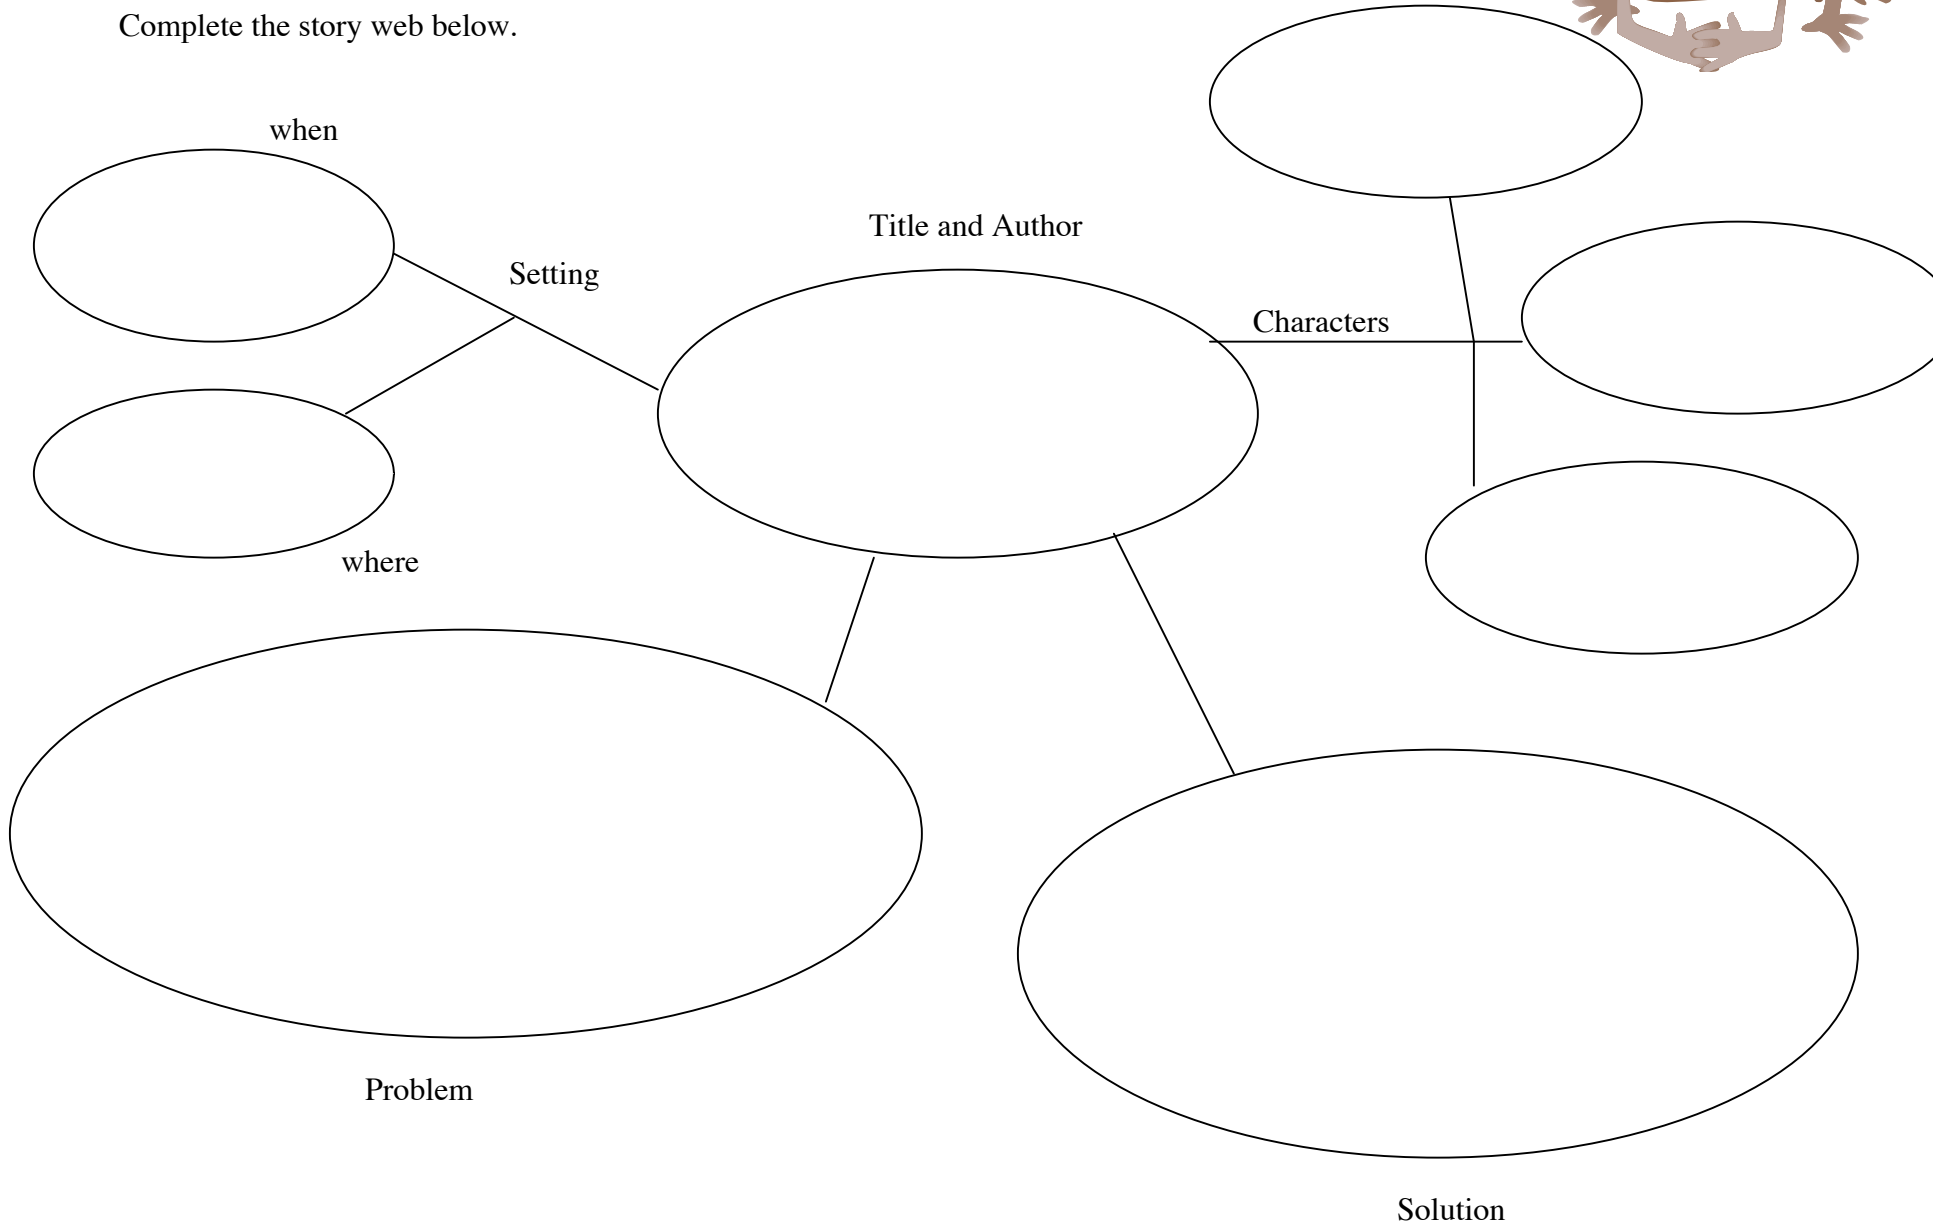 Complete the story web below.
when
Title and Author
Setting
Characters
where
Problem
Solution